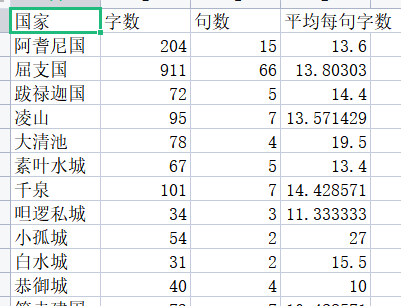 国家 字数 句数 平均每句字数
阿耆尼国 204 15 13.6
屈支国 911 66 13.80303
跋禄迦国 72 5 14.4
凌山 95 7 13.571429
大清池 78 4 19.5
素叶水城 67 5 13.4
千泉 101 7 14.428571
呾逻私城 34 3 11.333333
小孤城 54 2 27
白水城 31 2 15.5
恭御城 40 4 10